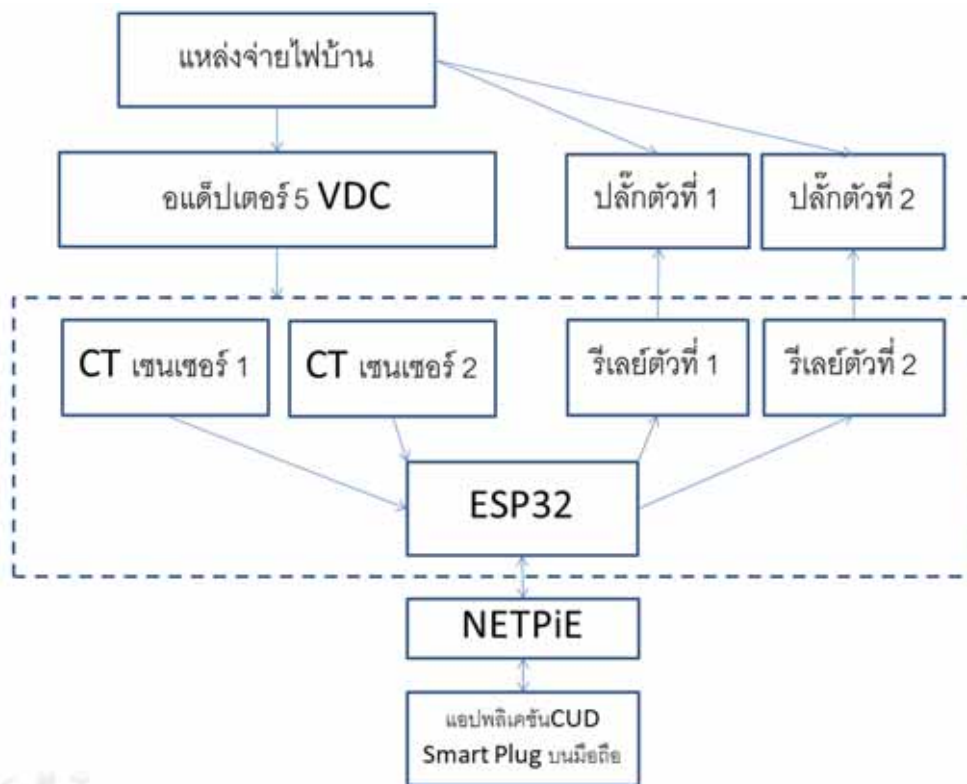 แหล่งจ่ายไฟบ้าน
อแด็ปเตอร์ 5 VDC
ปลั๊กตัวที่ 1
ปลั๊กตัวที่ 2
CT เซนเซอร์ 1
CT เซนเซอร์ 2
รีเลย์ตัวที่ 1
รีเลย์ตัวที่ 2
ESP32
NETPiE
แอปพลิเคชันCUD
Smart Plug บนมือถือ